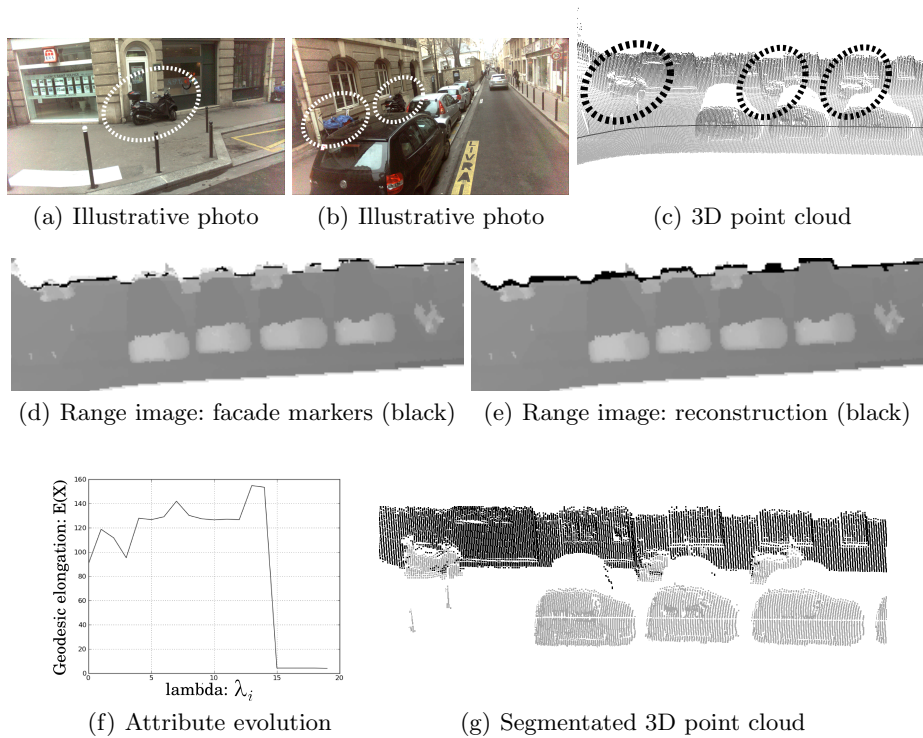 LIVRAI
(a) Illustrative photo (b) Illustrative photo (c) 3D point cloud
(d) Range image: facade markers (black) (e) Range image: reconstruction (black)
Geodesic elongation: E(X)
160
140
120
100
80
60
40
20
0
0 5 10 15 20
lambda: λ_i
(f) Attribute evolution (g) Segmentated 3D point cloud